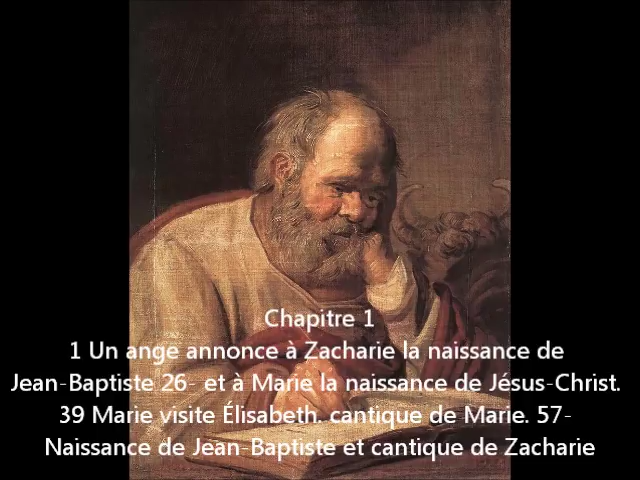 Chapitre 1
1 Un ange annonce à Zacharie la naissance de
Jean-Baptiste 26- et à Marie la naissance de Jésus-Christ.
39 Marie visite Élisabeth. cantique de Marie. 57-
Naissance de Jean-Baptiste et cantique de Zacharie